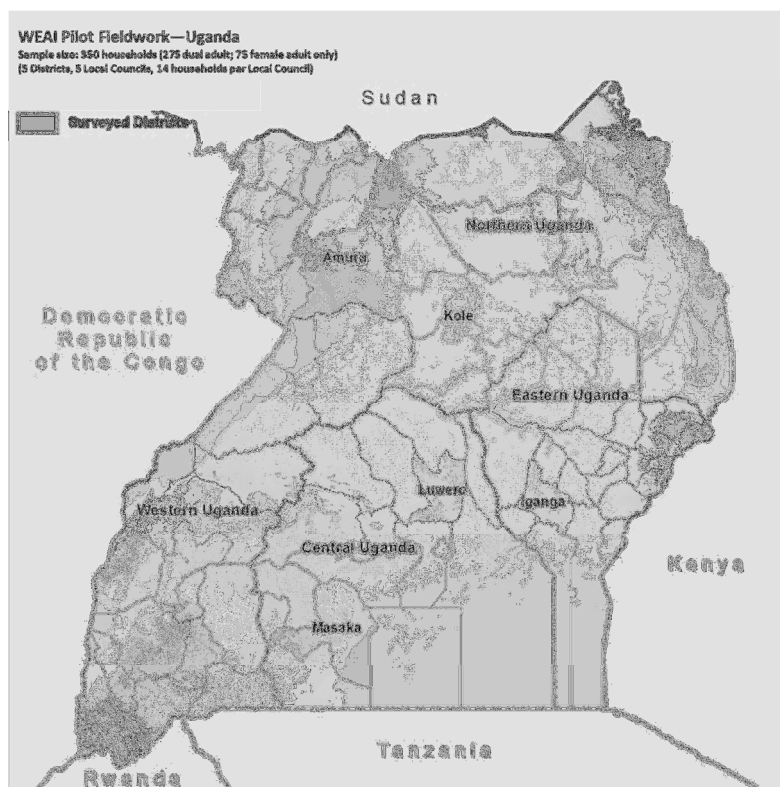 WEAI Pilot Fieldwork—Uganda
Sample size: 350 households (275 dual adult; 75 female adult only)
(5 Districts, 5 Local Councils, 14 households per Local Council)
Sudan
Surveyed Districts
Northern Uganda
Amura
Democratic
Republic
of the Congo
Kole
Eastern Uganda
Luwero
Iganga
Western Uganda
Central Uganda
Kenya
Masaka
Tanzania
Rwanda